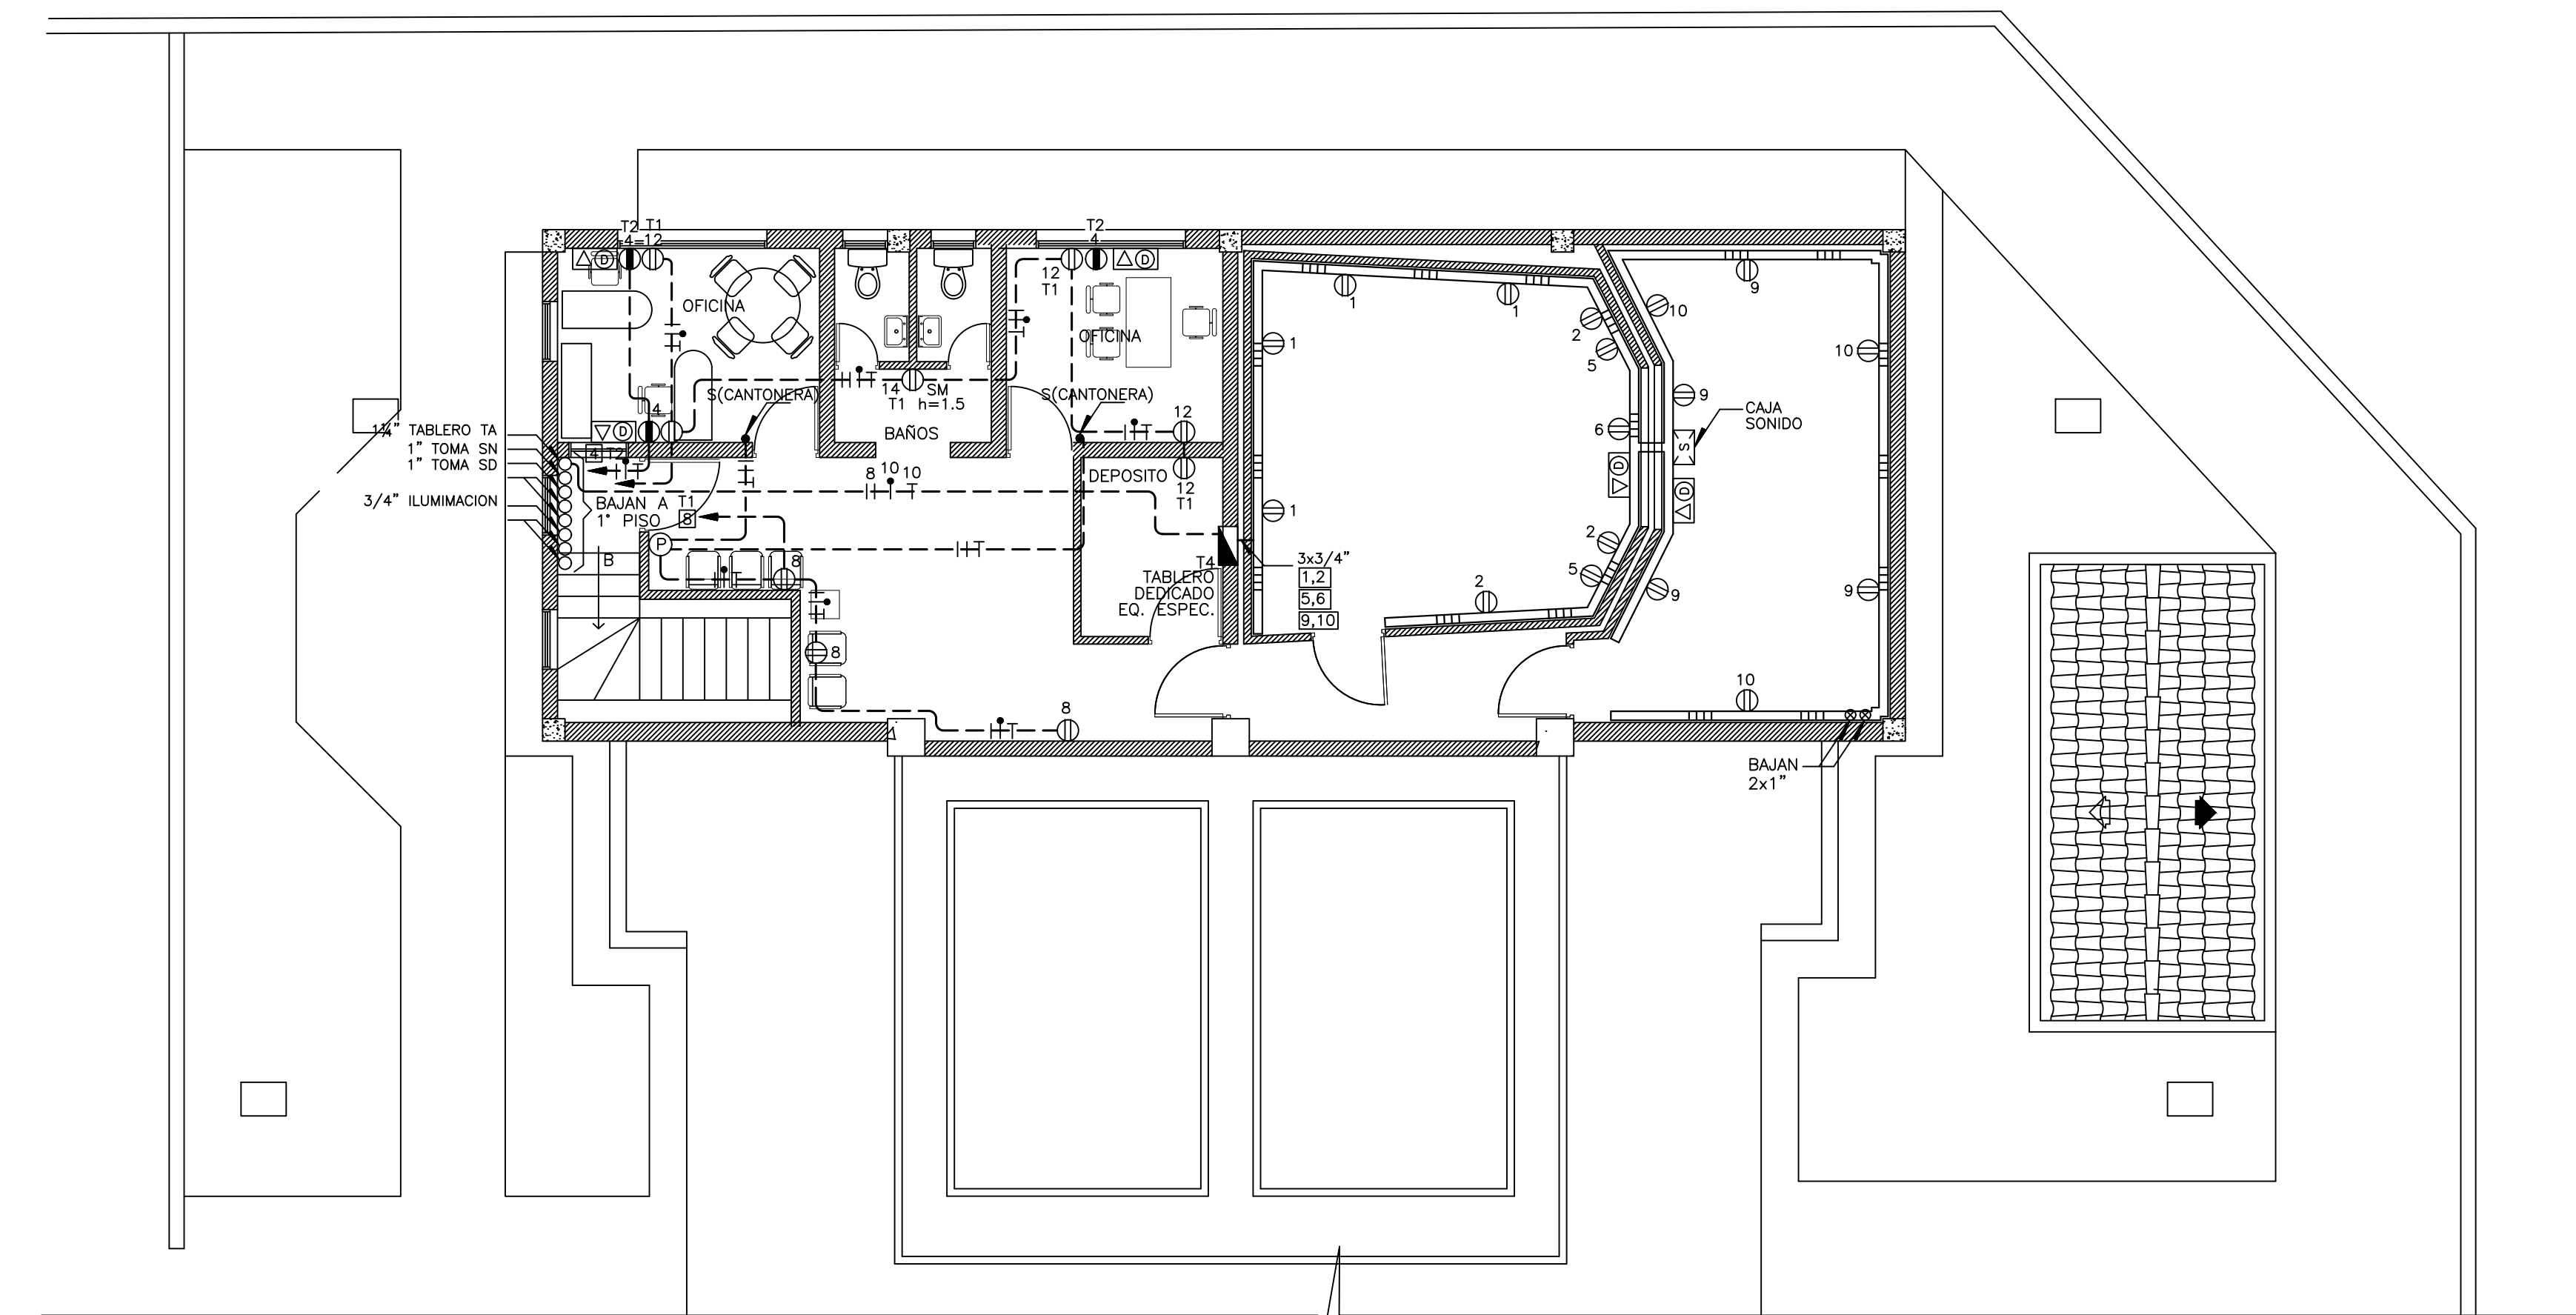 T2 T1
4 12
D
OFICINA
T2
4
12
T1
D
OFICINA
4
D
S(CANTONERA)
14
T1
SM
h=1.5
BAÑOS
S(CANTONERA)
12
12
T1
DEPOSITO
1¼” TABLERO TA
1” TOMA SN
1” TOMA SD
3/4” ILUMIMACION
4 T2
8 10 10
BAJAN A
1° PISO
T1
8
P
B
8
8
8
T4
TABLERO
DEDICADO
EQ. ESPEC.
3x3/4”
1,2
5,6
9,10
1
1
1
1
2
5
6
D
2
5
2
9
10
10
9
CAJA
SONIDO
S
D
9
9
10
BAJAN
2x1”